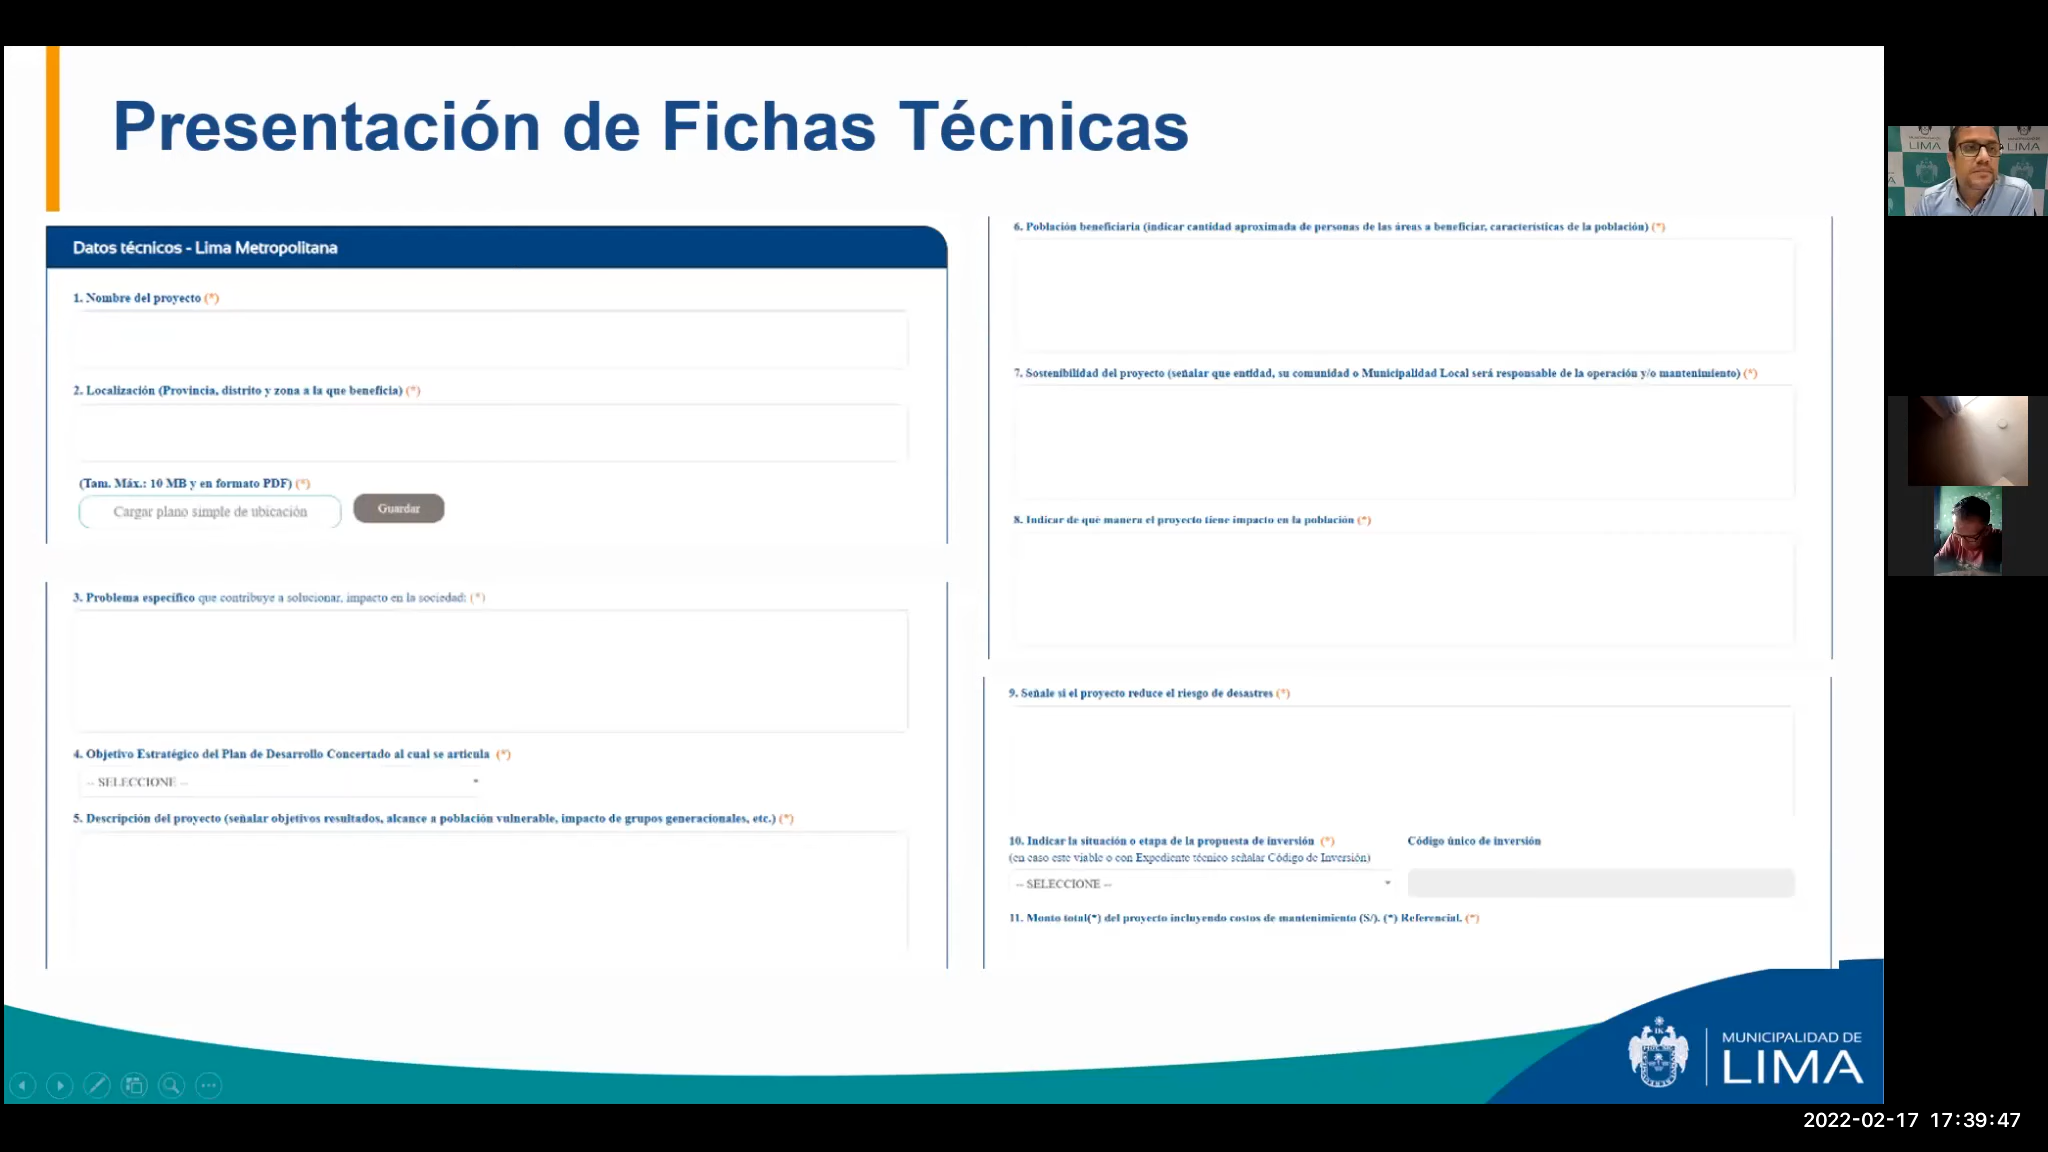 Presentación de Fichas Técnicas
Datos técnicos - Lima Metropolitana
1. Nombre del proyecto (*)
2. Localización (Provincia, distrito y zona a la que beneficia) (*)
(Tam. Máx.: 10 MB y en formato PDF) (*)
Cargar plano simple de ubicación
Guardar
3. Problema específico que contribuye a solucionar, impacto en la sociedad: (*)
4. Objetivo Estratégico del Plan de Desarrollo Concertado al cual se articula (*)
-- SELECCIONE --
5. Descripción del proyecto (señalar objetivos resultados, alcance a población vulnerable, impacto de grupos generacionales, etc.) (*)
6. Población beneficiaria (indicar cantidad aproximada de personas de las áreas a beneficiar, características de la población) (*)
7. Sostenibilidad del proyecto (señalar que entidad, su comunidad o Municipalidad Local será responsable de la operación y/o mantenimiento) (*)
8. Indicar de qué manera el proyecto tiene impacto en la población (*)
9. Señale si el proyecto reduce el riesgo de desastres (*)
10. Indicar la situación o etapa de la propuesta de inversión (*)
(en caso este viable o con Expediente técnico señalar Código de Inversión)
-- SELECCIONE --
Código único de inversión
11. Monto total(*) del proyecto incluyendo costos de mantenimiento (S/). (*) Referencial. (*)
MUNICIPALIDAD DE
LIMA
LIMA
LIMA
2022-02-17 17:39:47